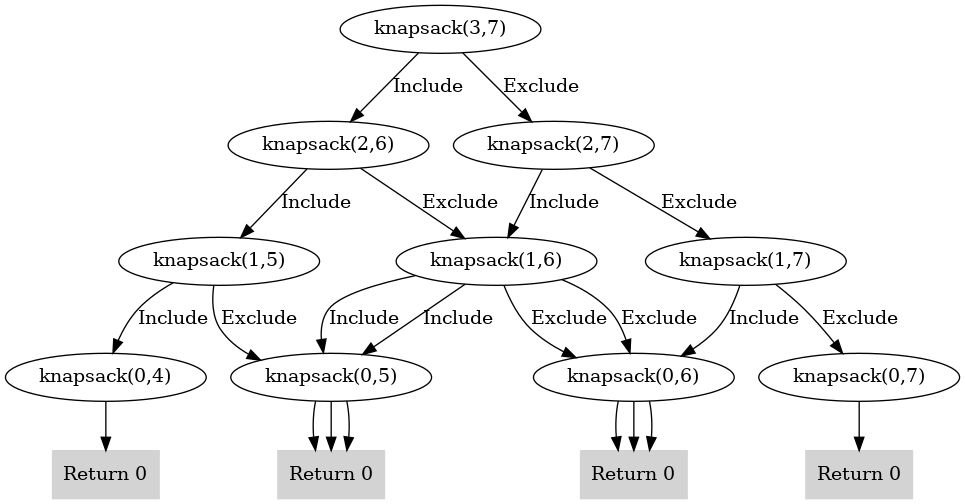 knapsack(3,7)
Include
Exclude
knapsack(2,6)
knapsack(2,7)
Include
Exclude
Include
Exclude
knapsack(1,5)
knapsack(1,6)
knapsack(1,7)
Include
Exclude
Include
Include
Exclude
Exclude
Include
Exclude
knapsack(0,4)
knapsack(0,5)
knapsack(0,6)
knapsack(0,7)
Return 0
Return 0
Return 0
Return 0